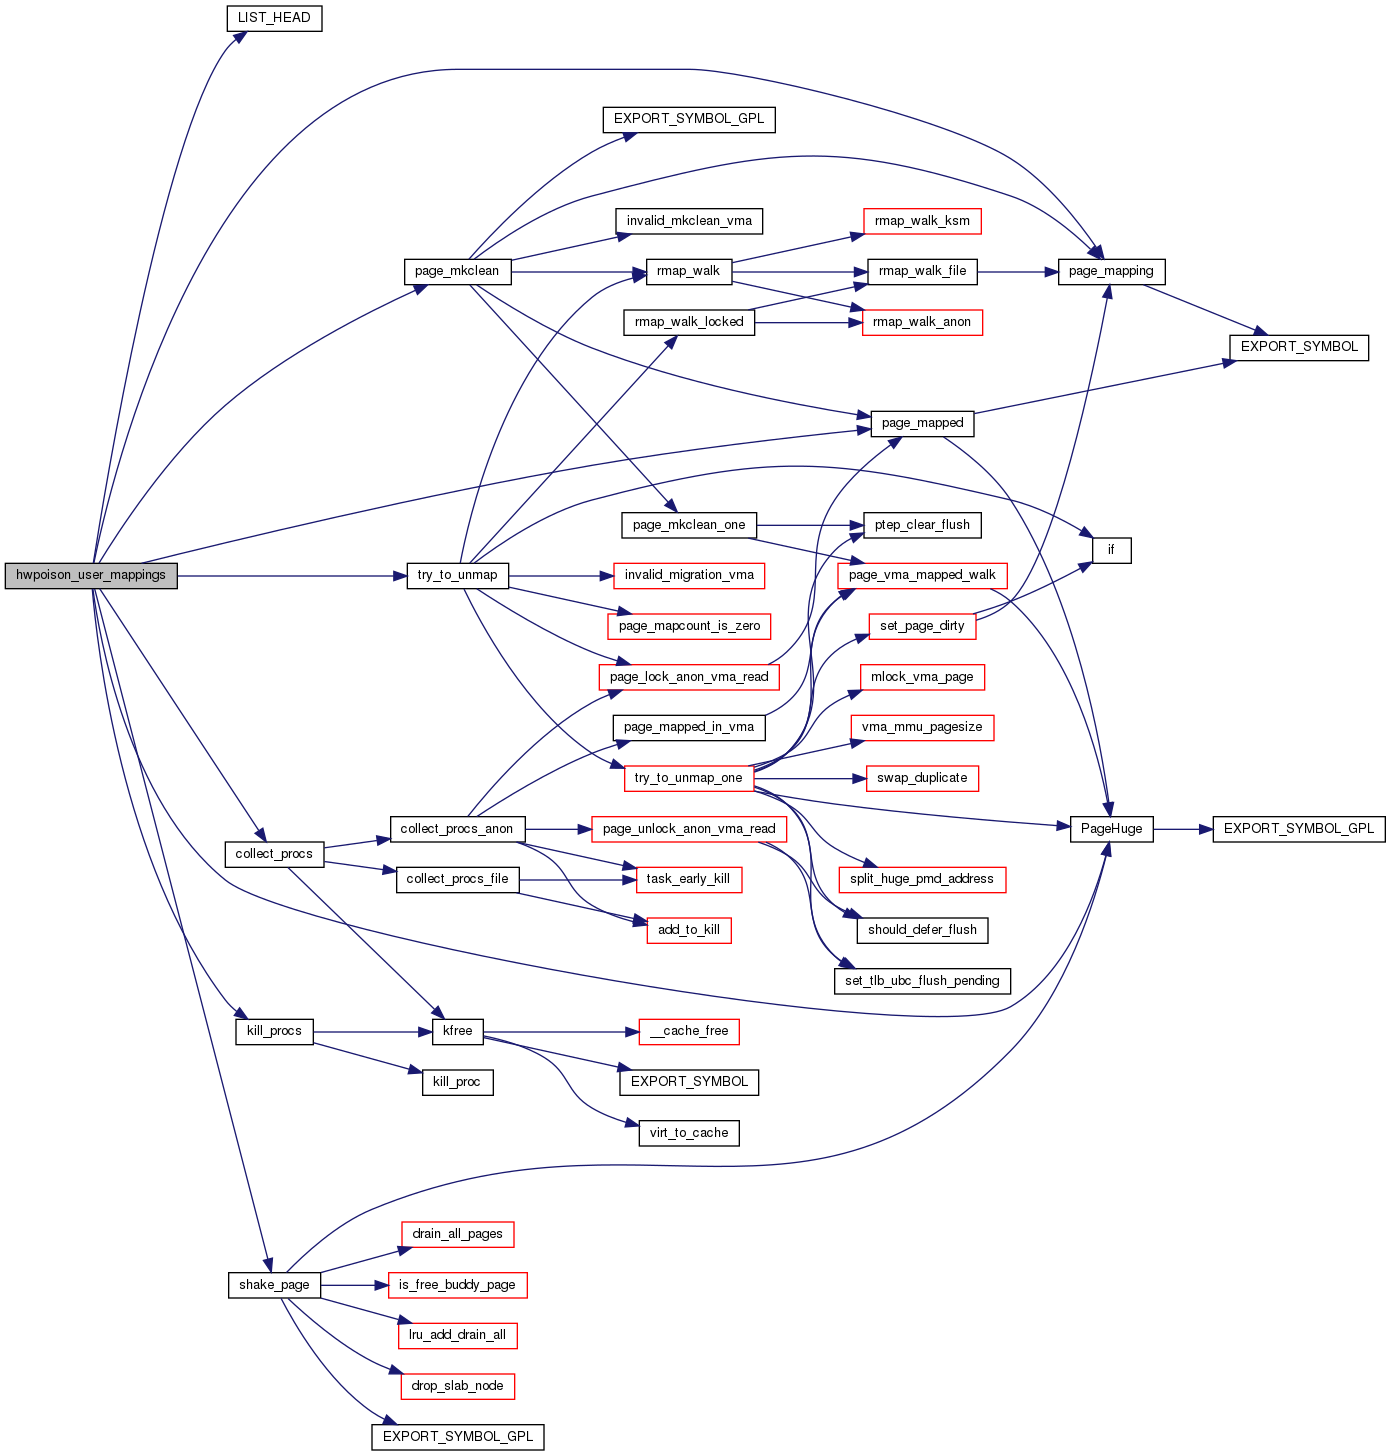 LIST_HEAD
EXPORT_SYMBOL_GPL
invalid_mkclean_vma
rmap_walk_ksm
page_mkclean
rmap_walk
rmap_walk_file
page_mapping
rmap_walk_locked
rmap_walk_anon
EXPORT_SYMBOL
page_mapped
page_mkclean_one
ptep_clear_flush
if
hwpoison_user_mappings
try_to_unmap
invalid_migration_vma
page_vma_mapped_walk
page_mapcount_is_zero
set_page_dirty
page_lock_anon_vma_read
mlock_vma_page
page_mapped_in_vma
vma_mmu_pagesize
try_to_unmap_one
swap_duplicate
collect_procs_anon
page_unlock_anon_vma_read
PageHuge
EXPORT_SYMBOL_GPL
collect_procs
collect_procs_file
task_early_kill
split_huge_pmd_address
add_to_kill
should_defer_flush
set_tlb_ubc_flush_pending
kill_procs
kfree
__cache_free
kill_proc
EXPORT_SYMBOL
virt_to_cache
drain_all_pages
shake_page
is_free_buddy_page
lru_add_drain_all
drop_slab_node
EXPORT_SYMBOL_GPL